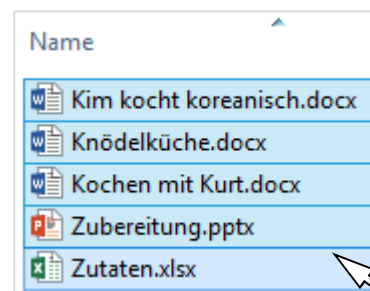 Name
Kim kocht koreanisch.docx
Knödelküche.docx
Kochen mit Kurt.docx
Zubereitung.pptx
Zutaten.xlsx